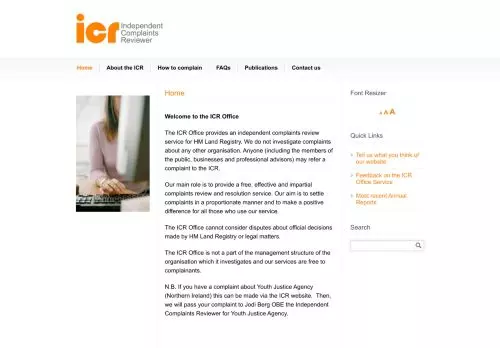 icr Independent
Complaints
Reviewer
Home
About the ICR
How to complain
FAQs
Publications
Contact us
Home
Welcome to the ICR Office
The ICR Office provides an independent complaints review
service for HM Land Registry. We do not investigate complaints
about any other organisation. Anyone (including the members of
the public, businesses and professional advisors) may refer a
complaint to the ICR.
Our main role is to provide a free, effective and impartial
complaints review and resolution service. Our aim is to settle
complaints in a proportionate manner and to make a positive
difference for all those who use our service.
The ICR Office cannot consider disputes about official decisions
made by HM Land Registry or legal matters.
The ICR Office is not a part of the management structure of the
organisation which it investigates and our services are free to
complainants.
N.B. If you have a complaint about Youth Justice Agency
(Northern Ireland) this can be made via the ICR website. Then,
we will pass your complaint to Jodi Berg OBE the Independent
Complaints Reviewer for Youth Justice Agency.
Font Resizer
A A A
Quick Links
Tell us what you think of
our website
Feedback on the ICR
Office Service
Most recent Annual
Reports
Search